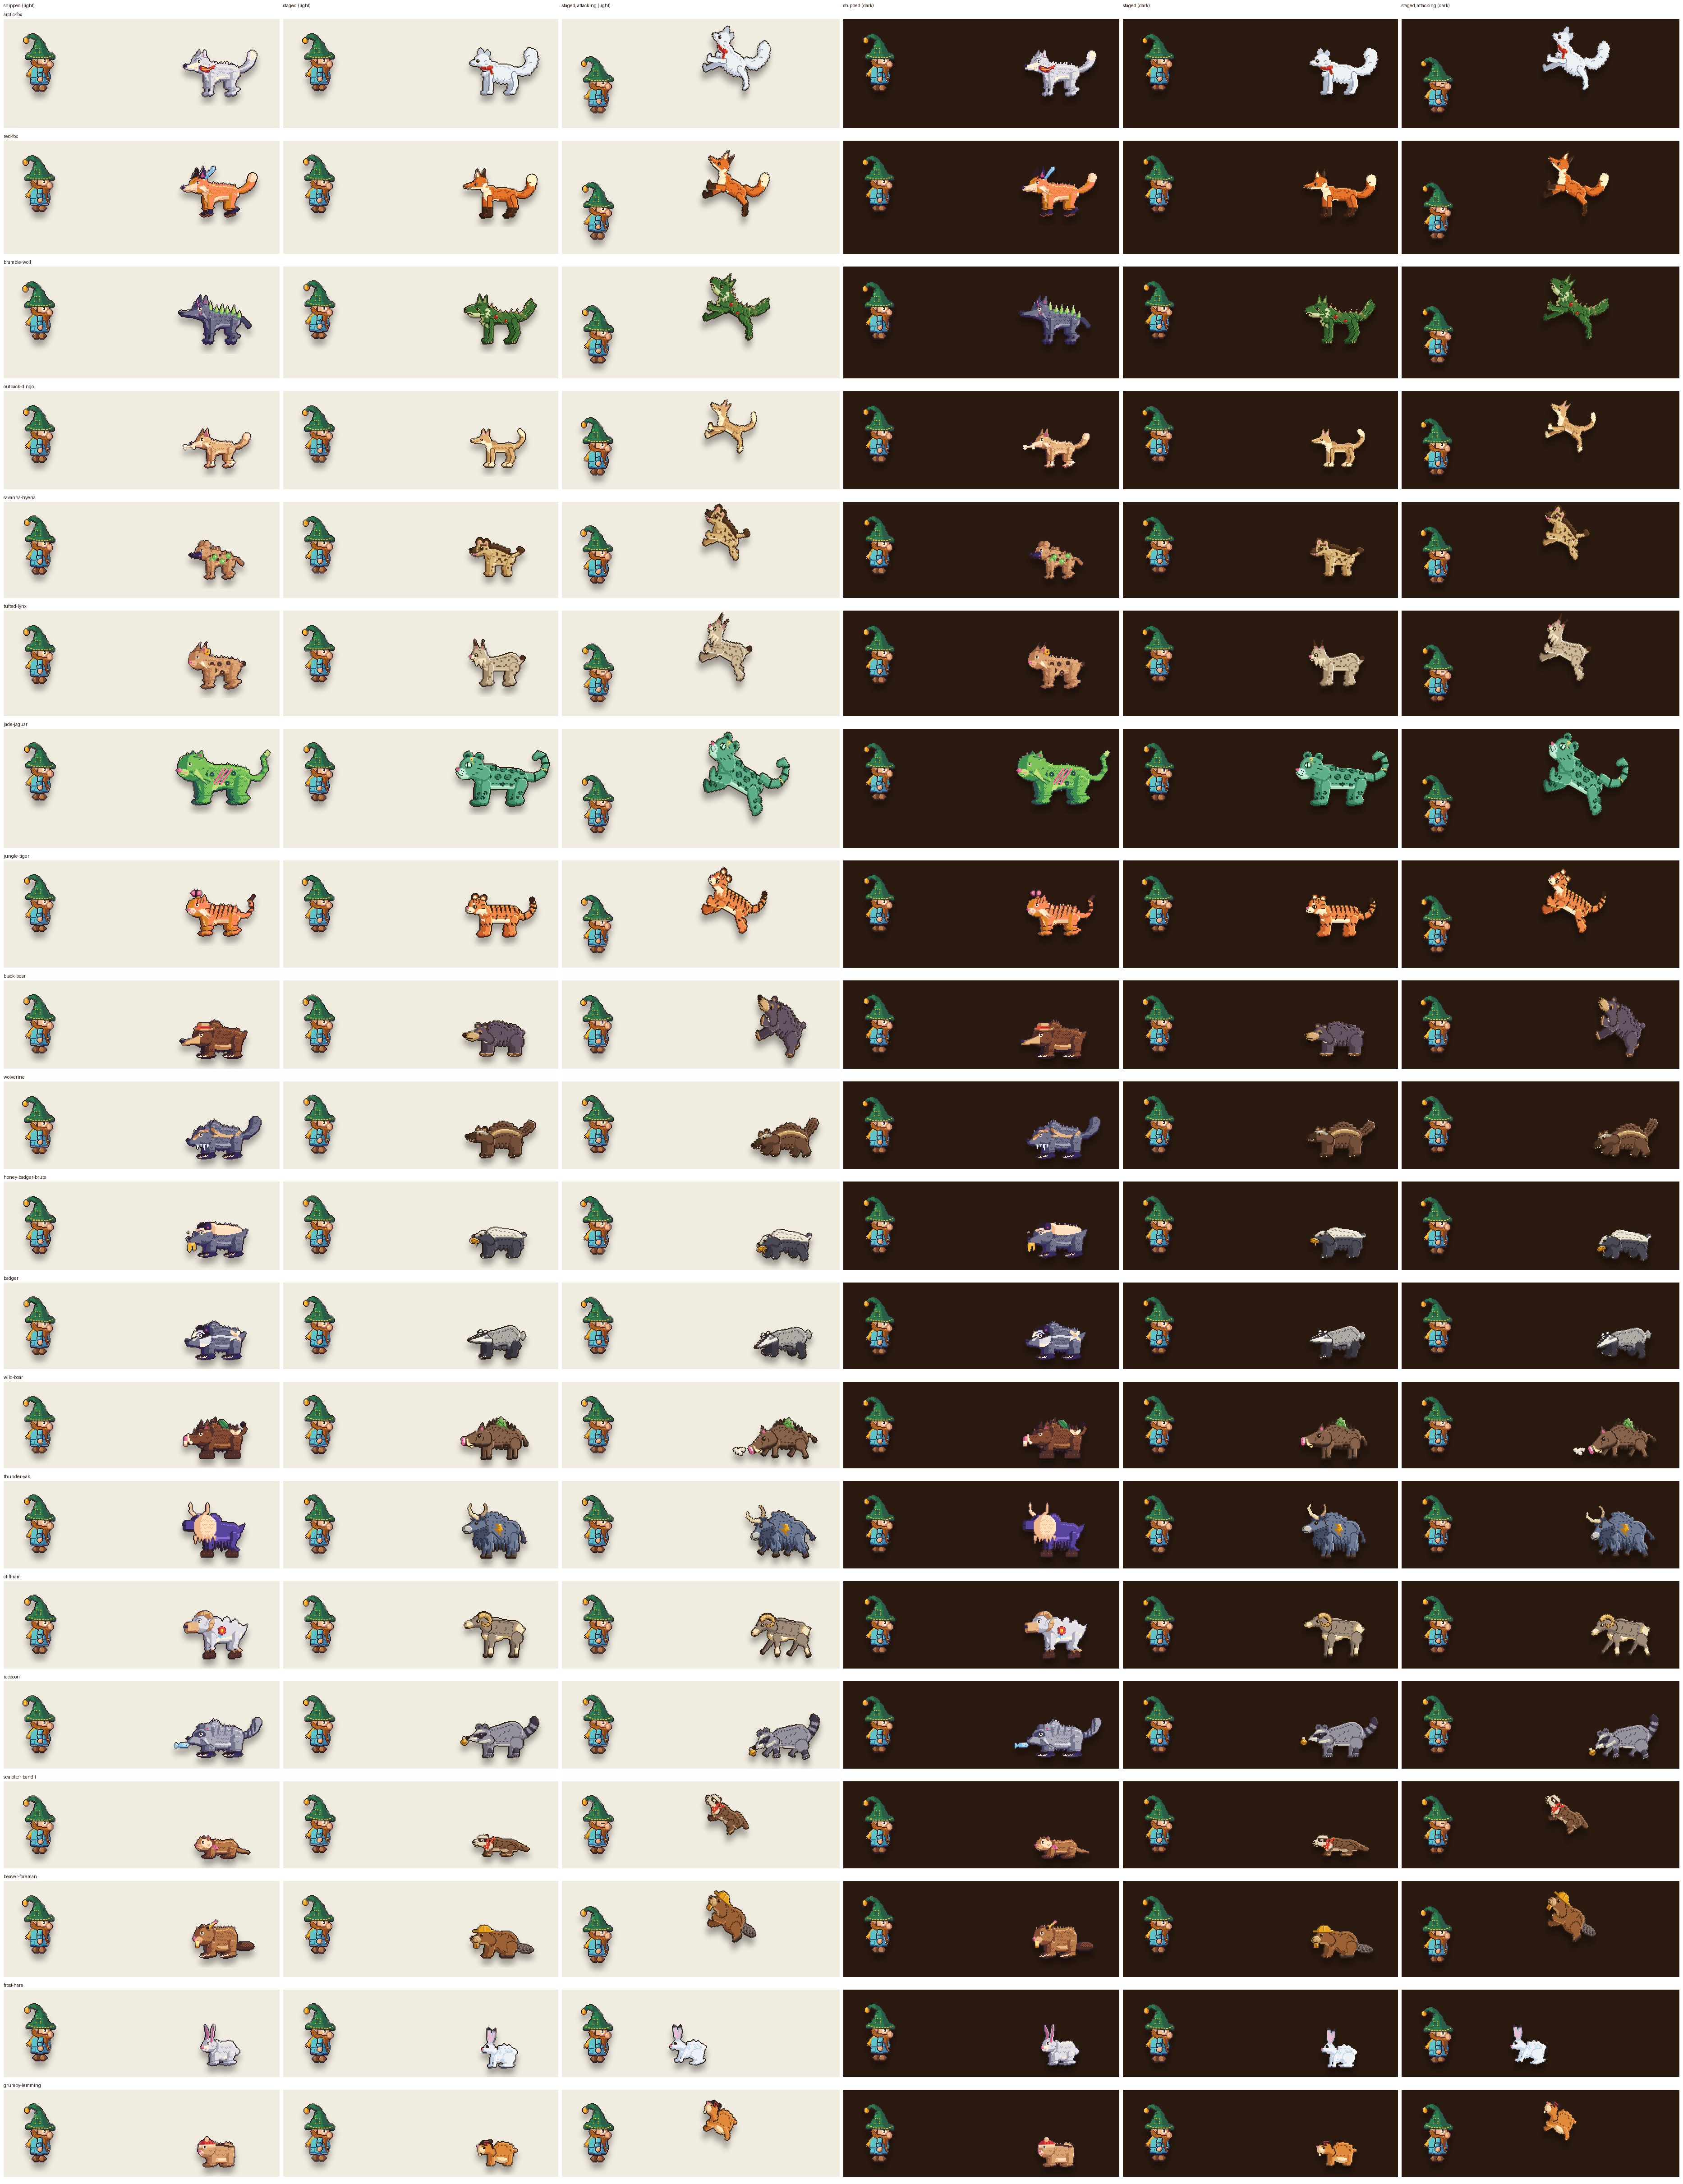 shipped (light) staged (light) staged, attacking (light) shipped (dark) staged (dark) staged, attacking (dark)
arctic-fox
red-fox
bramble-wolf
outback-dingo
savanna-hyena
tufted-lynx
jade-jaguar
jungle-tiger
black-bear
wolverine
honey-badger-brute
badger
wild-boar
thunder-yak
cliff-ram
raccoon
sea-otter-bandit
beaver-foreman
frost-hare
grumpy-lemming